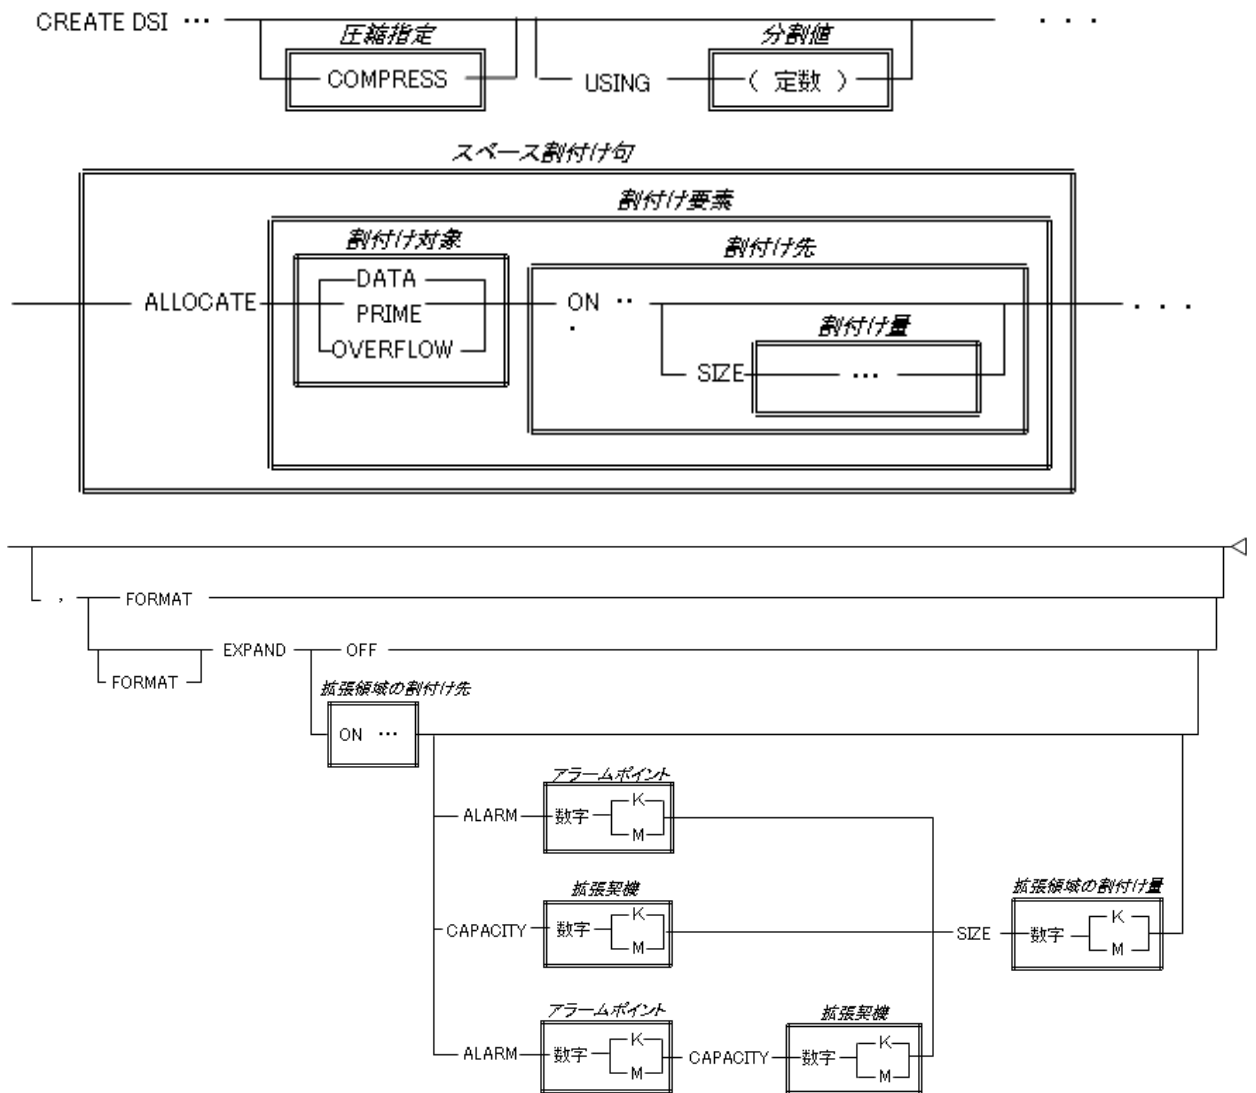 CREATE DSI ･･･ ･ ･ ･
圧縮指定 分割値
COMPRESS USING ( 定数 )
スペース割付け句
割付け要素
割付け対象 割付け先
DATA
ALLOCATE PRIME ON ･･ ･ ･ ･ ･
OVERFLOW 割付け量
SIZE ･･･
, FORMAT
EXPAND OFF
FORMAT
拡張領域の割付け先
ON ･･･
アラームポイント
ALARM 数字 K M
拡張契機 拡張領域の割付け量
CAPACITY 数字 K M SIZE 数字 K M
アラームポイント 拡張契機
ALARM 数字 K M CAPACITY 数字 K M